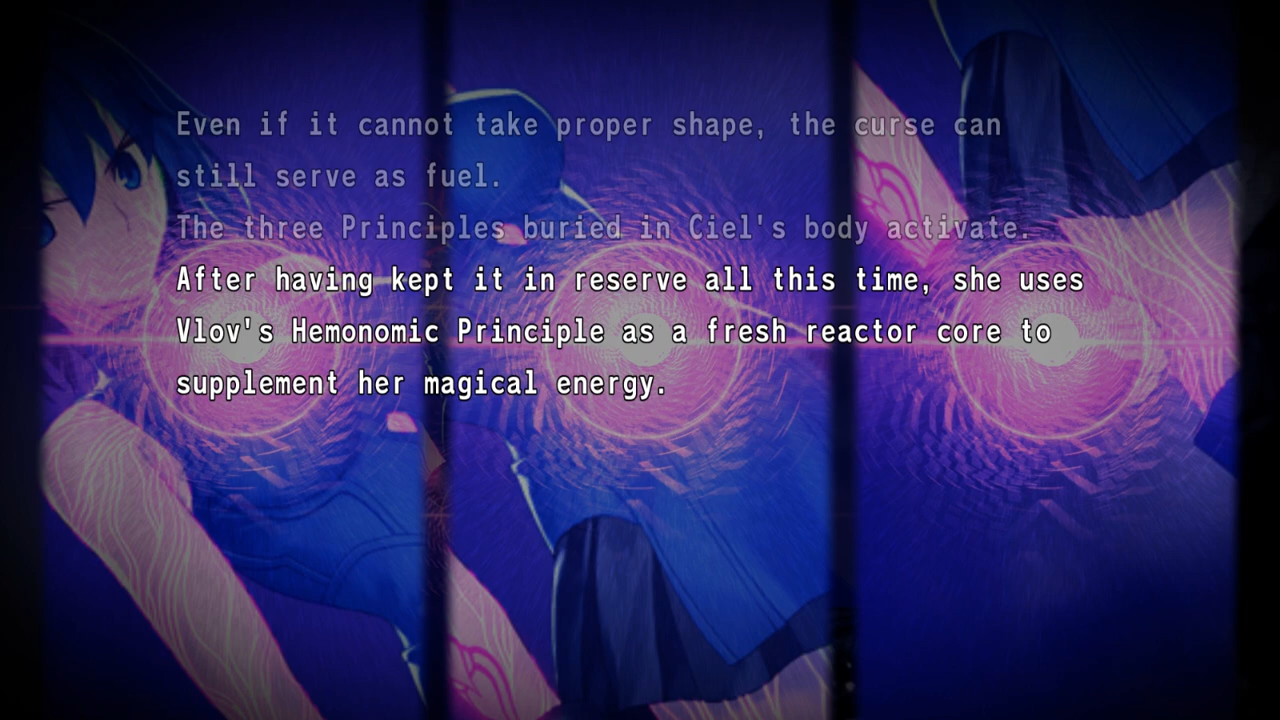 Even if it cannot take proper shape, the curse can
still serve as fuel.
The three Principles buried in Ciel's body activate.
After having kept it in reserve all this time, she uses
Vlov's Hemonomic Principle as a fresh reactor core to
supplement her magical energy.